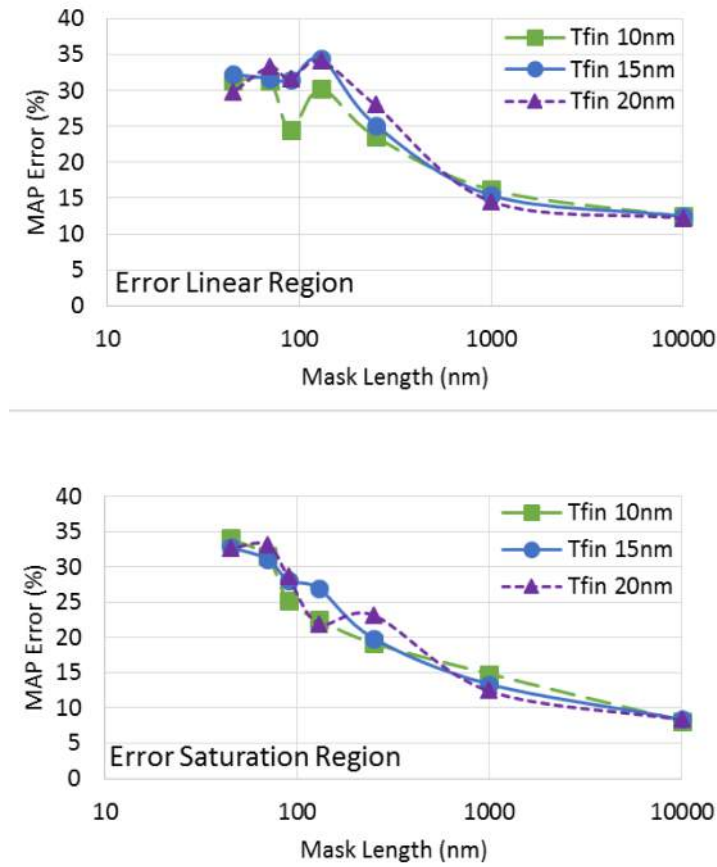 40
35
30
25
20
15
10
5
0
MAP Error (%)
Tfin 10nm
Tfin 15nm
Tfin 20nm
Error Linear Region
10 100 1000 10000
Mask Length (nm)
40
35
30
25
20
15
10
5
0
MAP Error (%)
Tfin 10nm
Tfin 15nm
Tfin 20nm
Error Saturation Region
10 100 1000 10000
Mask Length (nm)